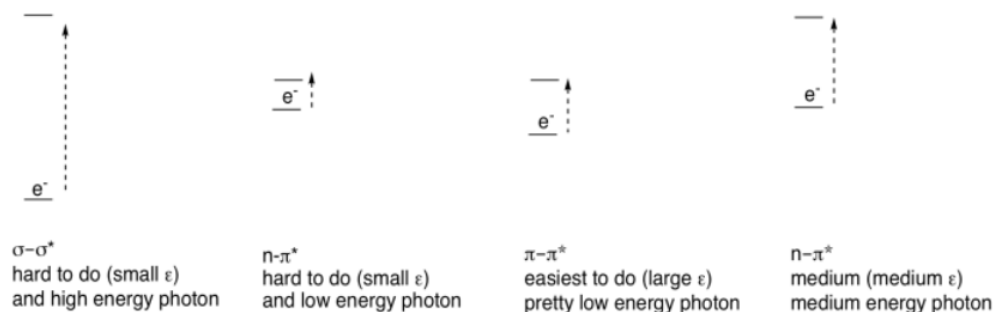 e-
e-
e-
e-
σ–σ*
hard to do (small ε)
and high energy photon
n-π*
hard to do (small ε)
and low energy photon
π–π*
easiest to do (large ε)
pretty low energy photon
n–π*
medium (medium ε)
medium energy photon